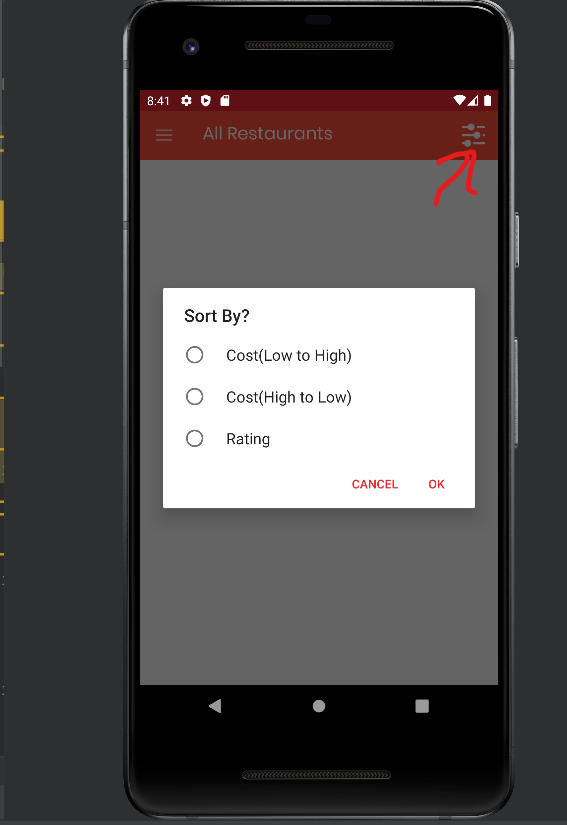 8:41
All Restaurants
Sort By?
Cost(Low to High)
Cost(High to Low)
Rating
CANCEL OK